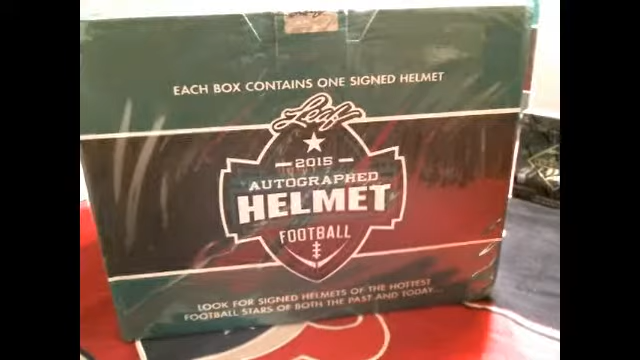 EACH BOX CONTAINS ONE SIGNED HELMET
Leaf
2015
AUTOGRAPHED
HELMET
FOOTBALL
LOOK FOR SIGNED HELMETS OF THE HOTTEST
FOOTBALL STARS OF BOTH THE PAST AND TODAY...